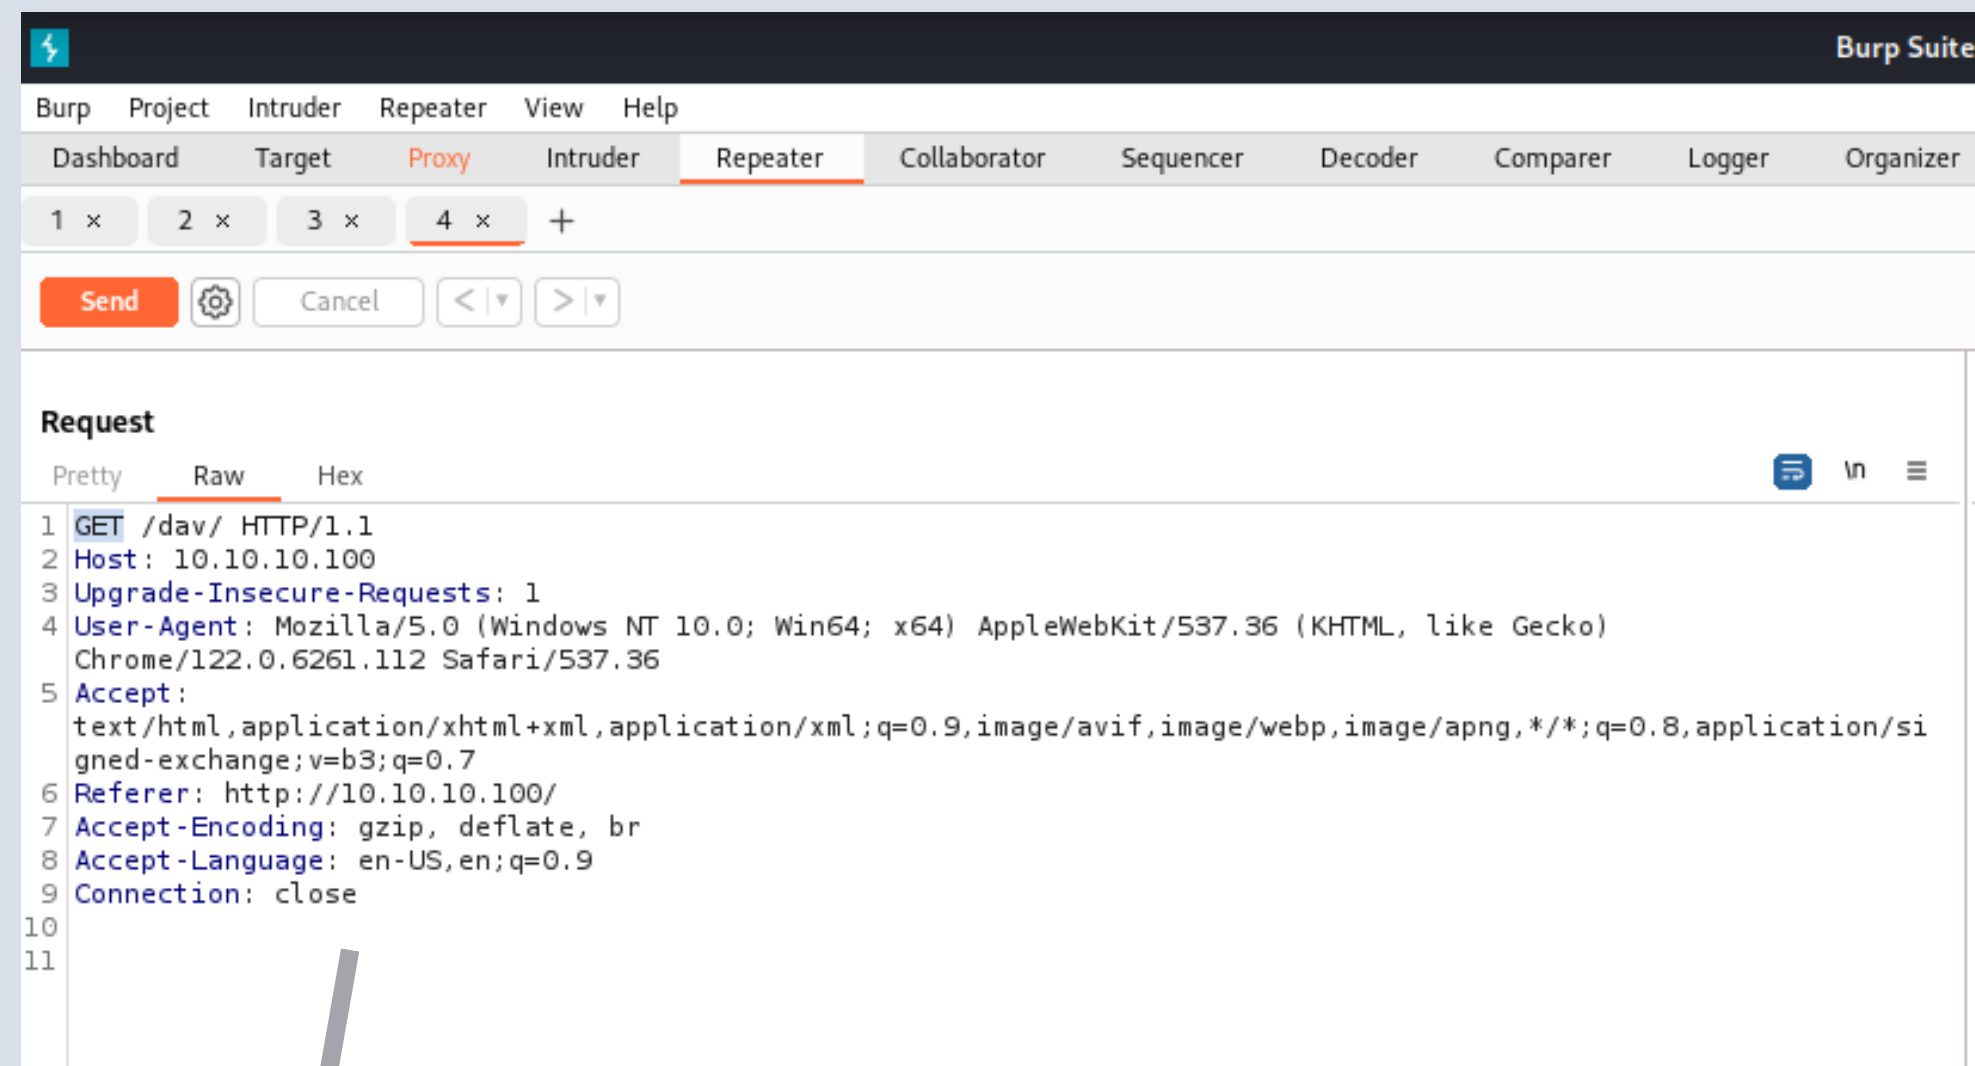 Burp Suite
Burp Project Intruder Repeater View Help
Dashboard Target Proxy Intruder Repeater Collaborator Sequencer Decoder Comparer Logger Organizer
1 × 2 × 3 × 4 × +
Send Cancel < > 
Request
Pretty Raw Hex \n
1 GET /dav/ HTTP/1.1
2 Host: 10.10.10.100
3 Upgrade-Insecure-Requests: 1
4 User-Agent: Mozilla/5.0 (Windows NT 10.0; Win64; x64) AppleWebKit/537.36 (KHTML, like Gecko)
Chrome/122.0.6261.112 Safari/537.36
5 Accept:
text/html,application/xhtml+xml,application/xml;q=0.9,image/avif,image/webp,image/apng,*/*;q=0.8,application/si
gned-exchange;v=b3;q=0.7
6 Referer: http://10.10.10.100/
7 Accept-Encoding: gzip, deflate, br
8 Accept-Language: en-US,en;q=0.9
9 Connection: close
10
11